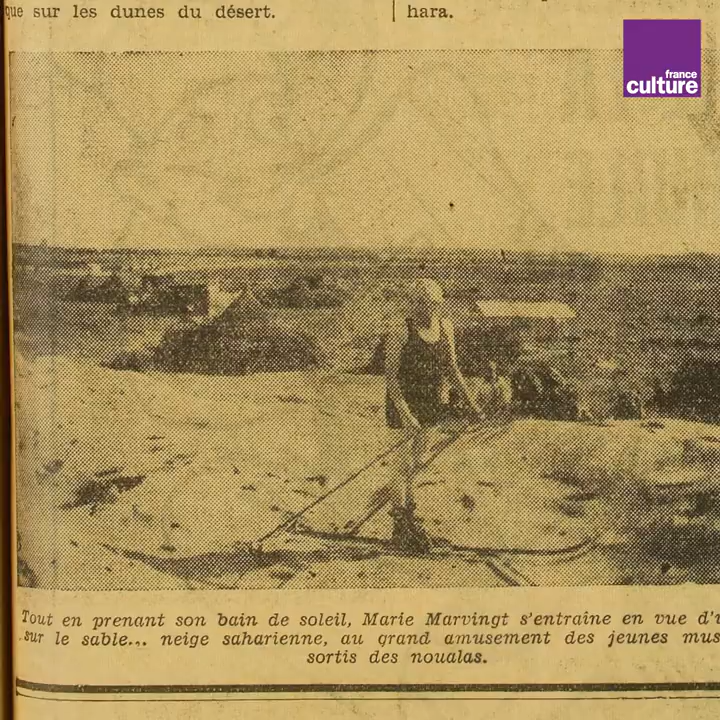 que sur les dunes du désert.
hara.
france
culture
Tout en prenant son bain de soleil, Marie Marvingt s'entraîne en vue d'u
sur le sable... neige saharienne, au grand amusement des jeunes mus
sortis des noualas.